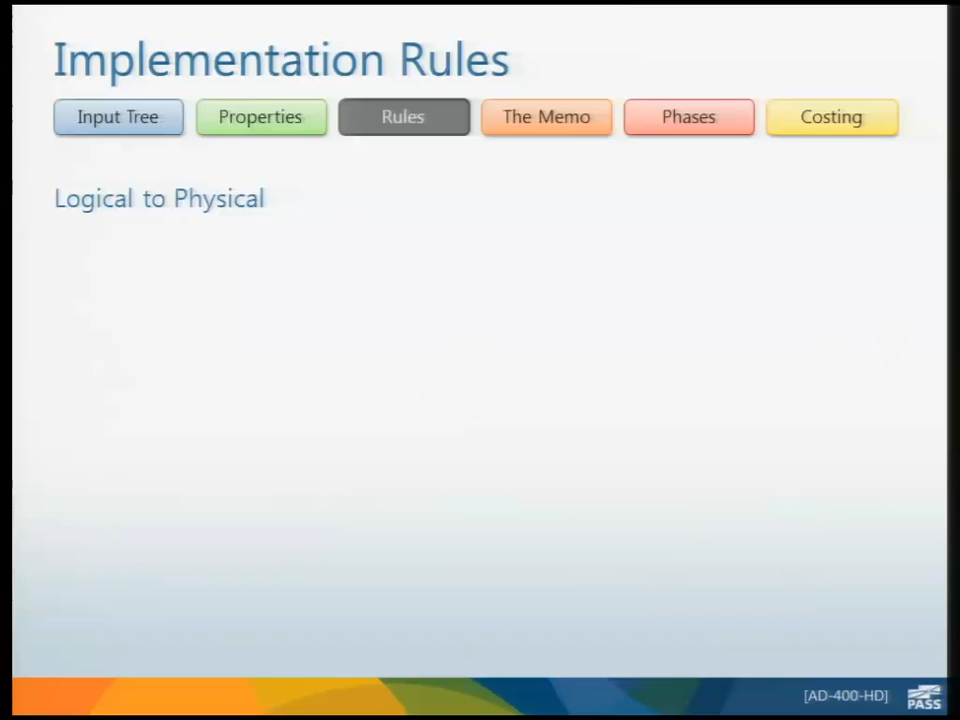 Implementation Rules
Input Tree Properties Rules The Memo Phases Costing
Logical to Physical
[AD-400-HD] PASS